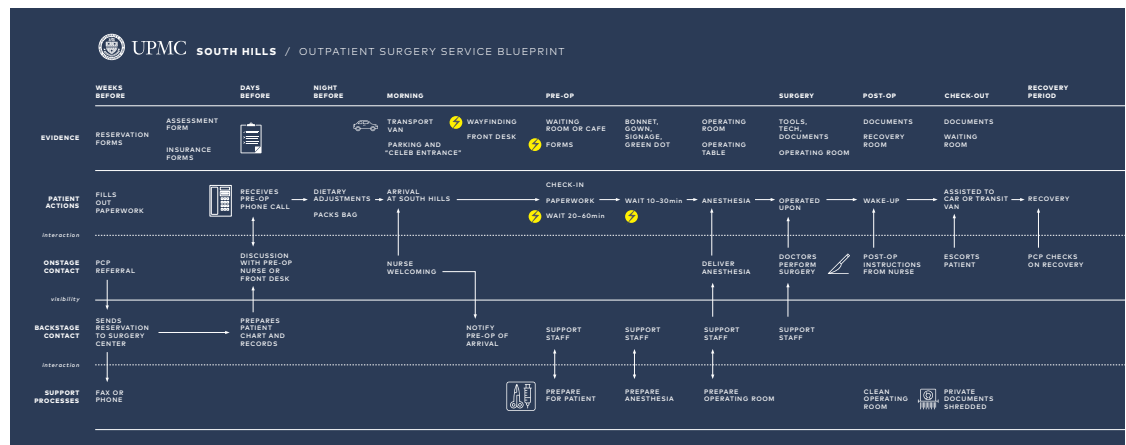 UPMC SOUTH HILLS / OUTPATIENT SURGERY SERVICE BLUEPRINT
WEEKS
BEFORE
DAYS
BEFORE
NIGHT
BEFORE
MORNING
PRE-OP
SURGERY
POST-OP
CHECK-OUT
RECOVERY
PERIOD
EVIDENCE
RESERVATION
FORMS
ASSESSMENT
FORM
INSURANCE
FORMS
TRANSPORT
VAN
PARKING AND
"CELEB ENTRANCE"
WAYFINDING
FRONT DESK
WAITING
ROOM OR CAFE
FORMS
BONNET,
GOWN,
SIGNAGE,
GREEN DOT
OPERATING
ROOM
OPERATING
TABLE
TOOLS,
TECH,
DOCUMENTS
OPERATING ROOM
DOCUMENTS
RECOVERY
ROOM
DOCUMENTS
WAITING
ROOM
PATIENT
ACTIONS
FILLS
OUT
PAPERWORK
RECEIVES
PRE-OP
PHONE CALL
DIETARY
ADJUSTMENTS
PACKS BAG
ARRIVAL
AT SOUTH HILLS
CHECK-IN
PAPERWORK
WAIT 20–60min
WAIT 10–30min
ANESTHESIA
OPERATED
UPON
WAKE-UP
ASSISTED TO
CAR OR TRANSIT
VAN
RECOVERY
interaction
ONSTAGE
CONTACT
PCP
REFERRAL
DISCUSSION
WITH PRE-OP
NURSE OR
FRONT DESK
NURSE
WELCOMING
DELIVER
ANESTHESIA
DOCTORS
PERFORM
SURGERY
POST-OP
INSTRUCTIONS
FROM NURSE
ESCORTS
PATIENT
PCP CHECKS
ON RECOVERY
visibility
BACKSTAGE
CONTACT
SENDS
RESERVATION
TO SURGERY
CENTER
PREPARES
PATIENT
CHART AND
RECORDS
NOTIFY
PRE-OP OF
ARRIVAL
SUPPORT
STAFF
SUPPORT
STAFF
SUPPORT
STAFF
SUPPORT
STAFF
interaction
SUPPORT
PROCESSES
FAX OR
PHONE
PREPARE
FOR PATIENT
PREPARE
ANESTHESIA
PREPARE
OPERATING ROOM
CLEAN
OPERATING
ROOM
PRIVATE
DOCUMENTS
SHREDDED